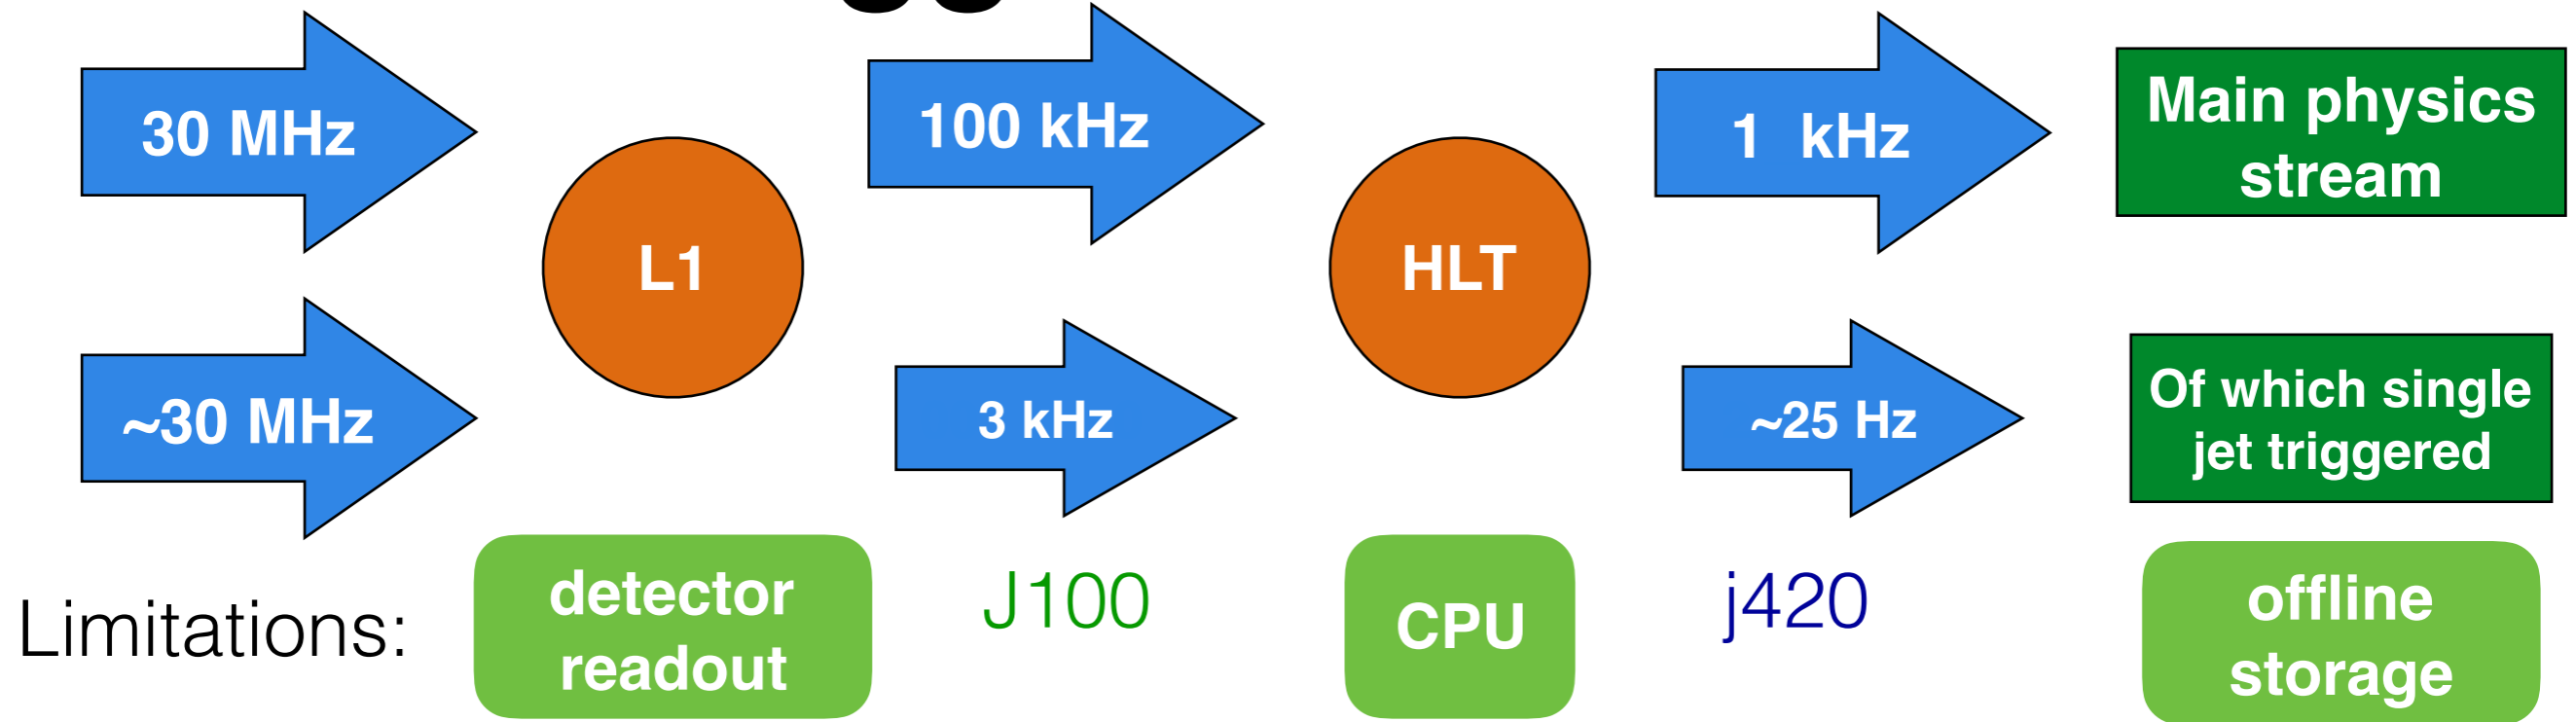 30 MHz
100 kHz
1 kHz
Main physics
stream
L1
HLT
~30 MHz
3 kHz
~25 Hz
Of which single
jet triggered
Limitations:
detector
readout
J100
CPU
j420
offline
storage